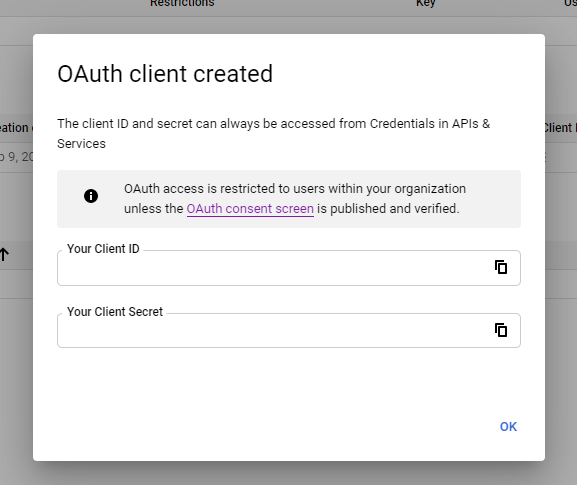 Restrictions Key Us
OAuth client created
The client ID and secret can always be accessed from Credentials in APIs &
Services
OAuth access is restricted to users within your organization
unless the OAuth consent screen is published and verified.
Your Client ID
Your Client Secret
OK
eation
Client I
9, 20